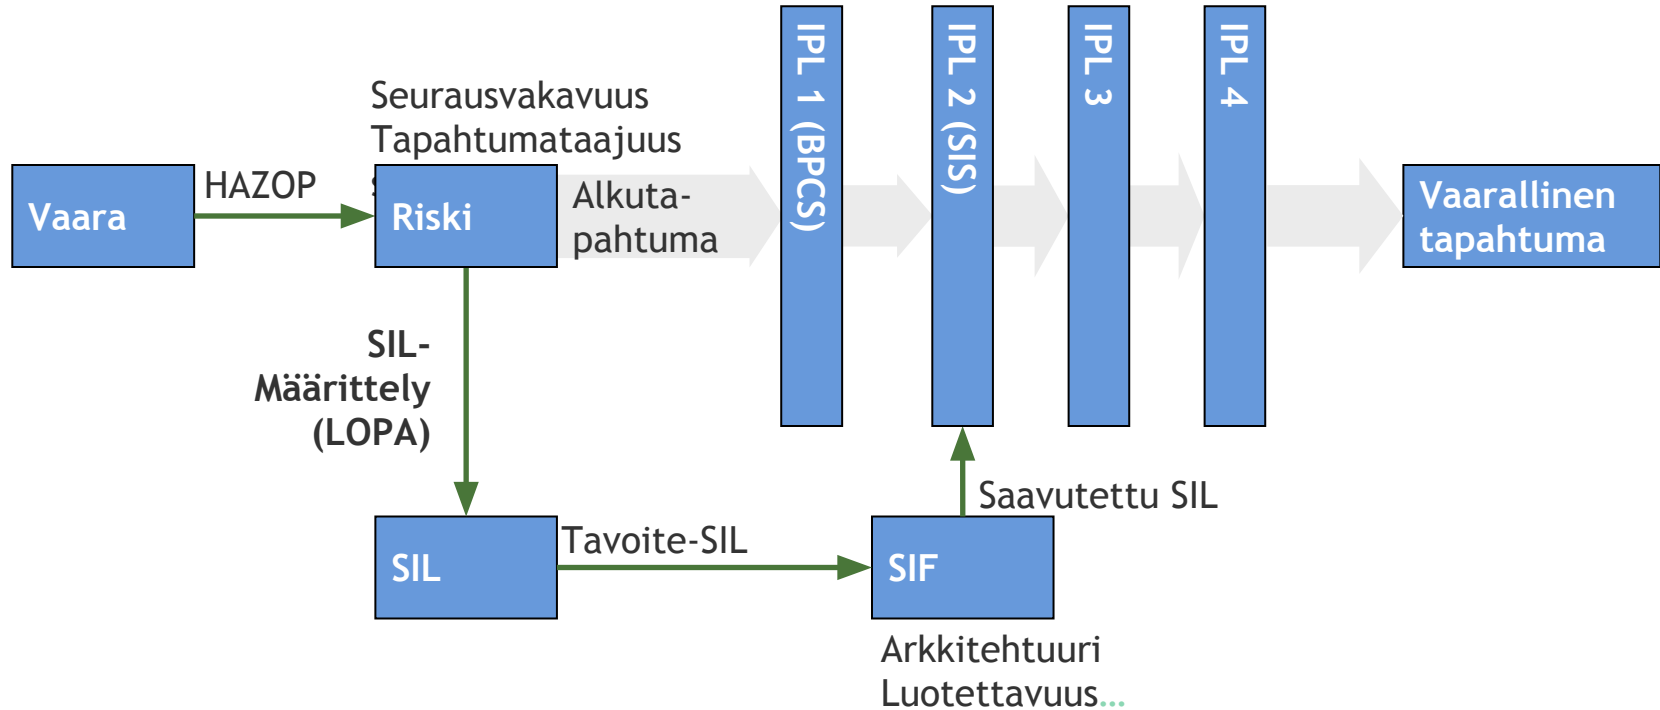 IPL 1 (BPCS)
IPL 2 (SIS)
IPL 3
IPL 4
Seurausvakavuus
Tapahtumataajuus
Vaara
HAZOP
Riski
Alkuta-
pahtuma
Vaarallinen
tapahtuma
SIL-
Määrittely
(LOPA)
Saavutettu SIL
SIL
Tavoite-SIL
SIF
Arkkitehtuuri
Luotettavuus...